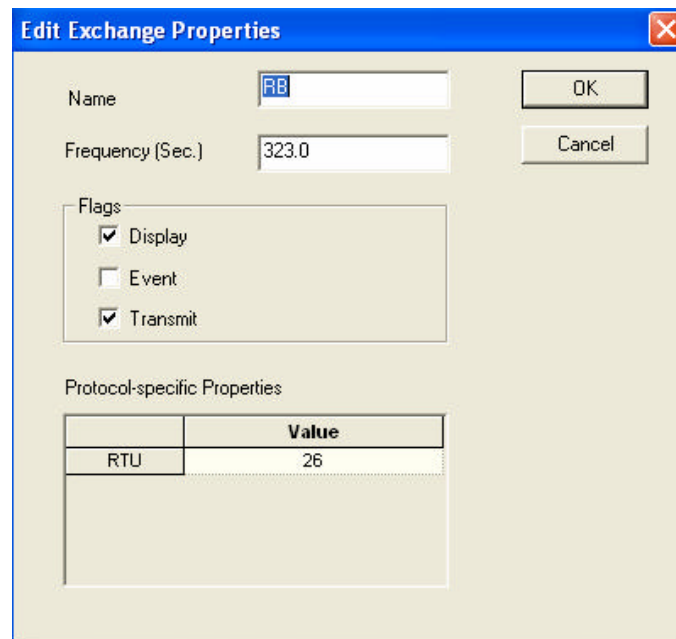 Edit Exchange Properties
Name RB OK
Frequency (Sec.) 323.0 Cancel
Flags
Display
Event
Transmit
Protocol-specific Properties
Value
RTU 26